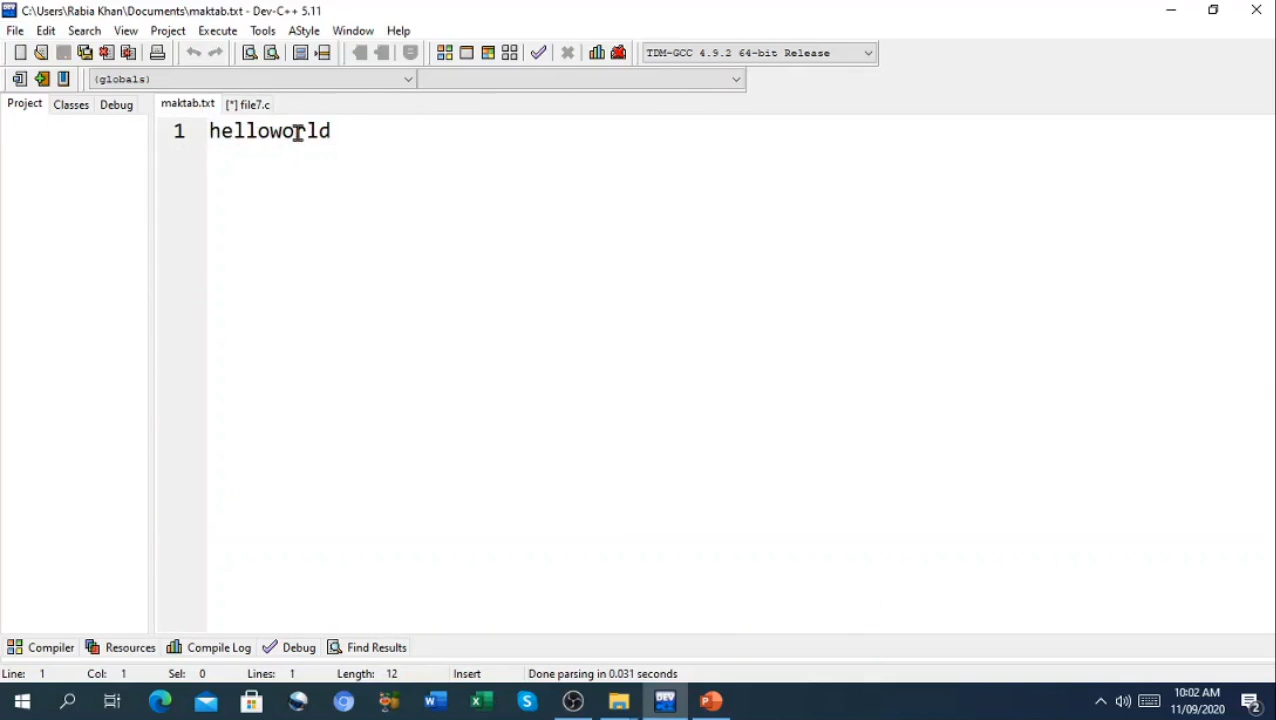 C:\Users\Rabia Khan\Documents\maktab.txt - Dev-C++ 5.11
File Edit Search View Project Execute Tools AStyle Window Help
TDM-GCC 4.9.2 64-bit Release
(globals)
Project Classes Debug maktab.txt [*] file7.c
1 helloworld
Compiler Resources Compile Log Debug Find Results
Line: 1 Col: 1 Sel: 0 Lines: 1 Length: 12 Insert Done parsing in 0.031 seconds
10:02 AM
11/09/2020